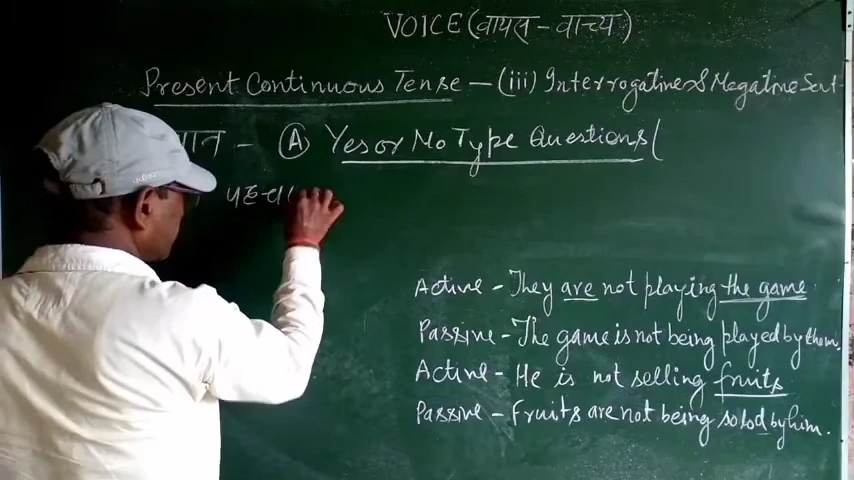 VOICE (वायस - वाच्य)
Present Continuous Tense - (iii) Interrogative & Negative Sent
- Ⓐ Yes or No Type Questions (
पहचा
Active - They are not playing the game
Passive - The game is not being played by them.
Active - He is not selling fruits
Passive - Fruits are not being solod by him.